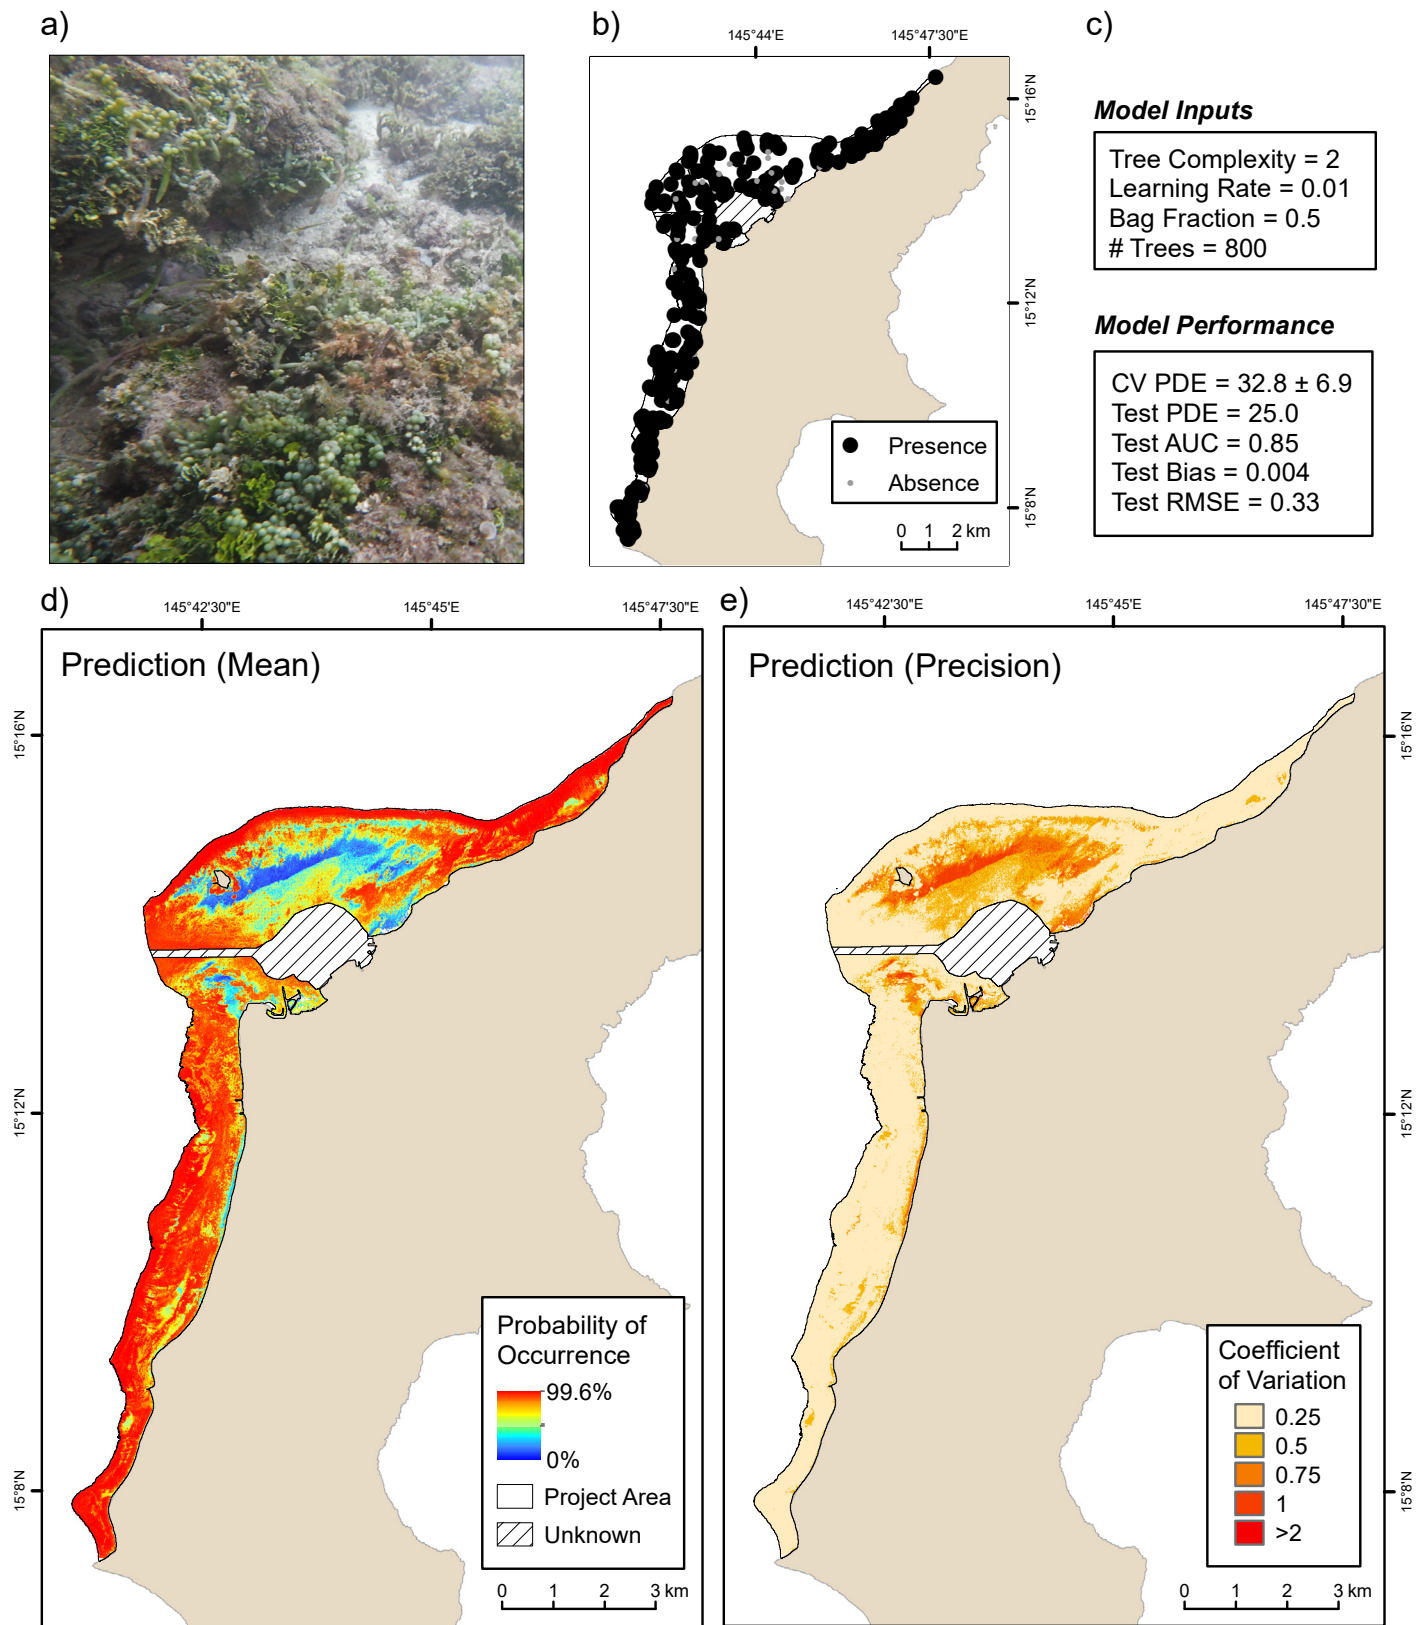 a)
b)
145°44'E
145°47'30"E
15°16'N
15°12'N
15°8'N
Presence
Absence
0 1 2 km
c)
Model Inputs
Tree Complexity = 2
Learning Rate = 0.01
Bag Fraction = 0.5
# Trees = 800
Model Performance
CV PDE = 32.8 ± 6.9
Test PDE = 25.0
Test AUC = 0.85
Test Bias = 0.004
Test RMSE = 0.33
d)
145°42'30"E
145°45'E
145°47'30"E
Prediction (Mean)
15°16'N
15°12'N
15°8'N
Probability of
Occurrence
99.6%
0%
Project Area
Unknown
0 1 2 3 km
e)
145°42'30"E
145°45'E
145°47'30"E
Prediction (Precision)
15°16'N
15°12'N
15°8'N
Coefficient
of Variation
0.25
0.5
0.75
1
>2
0 1 2 3 km